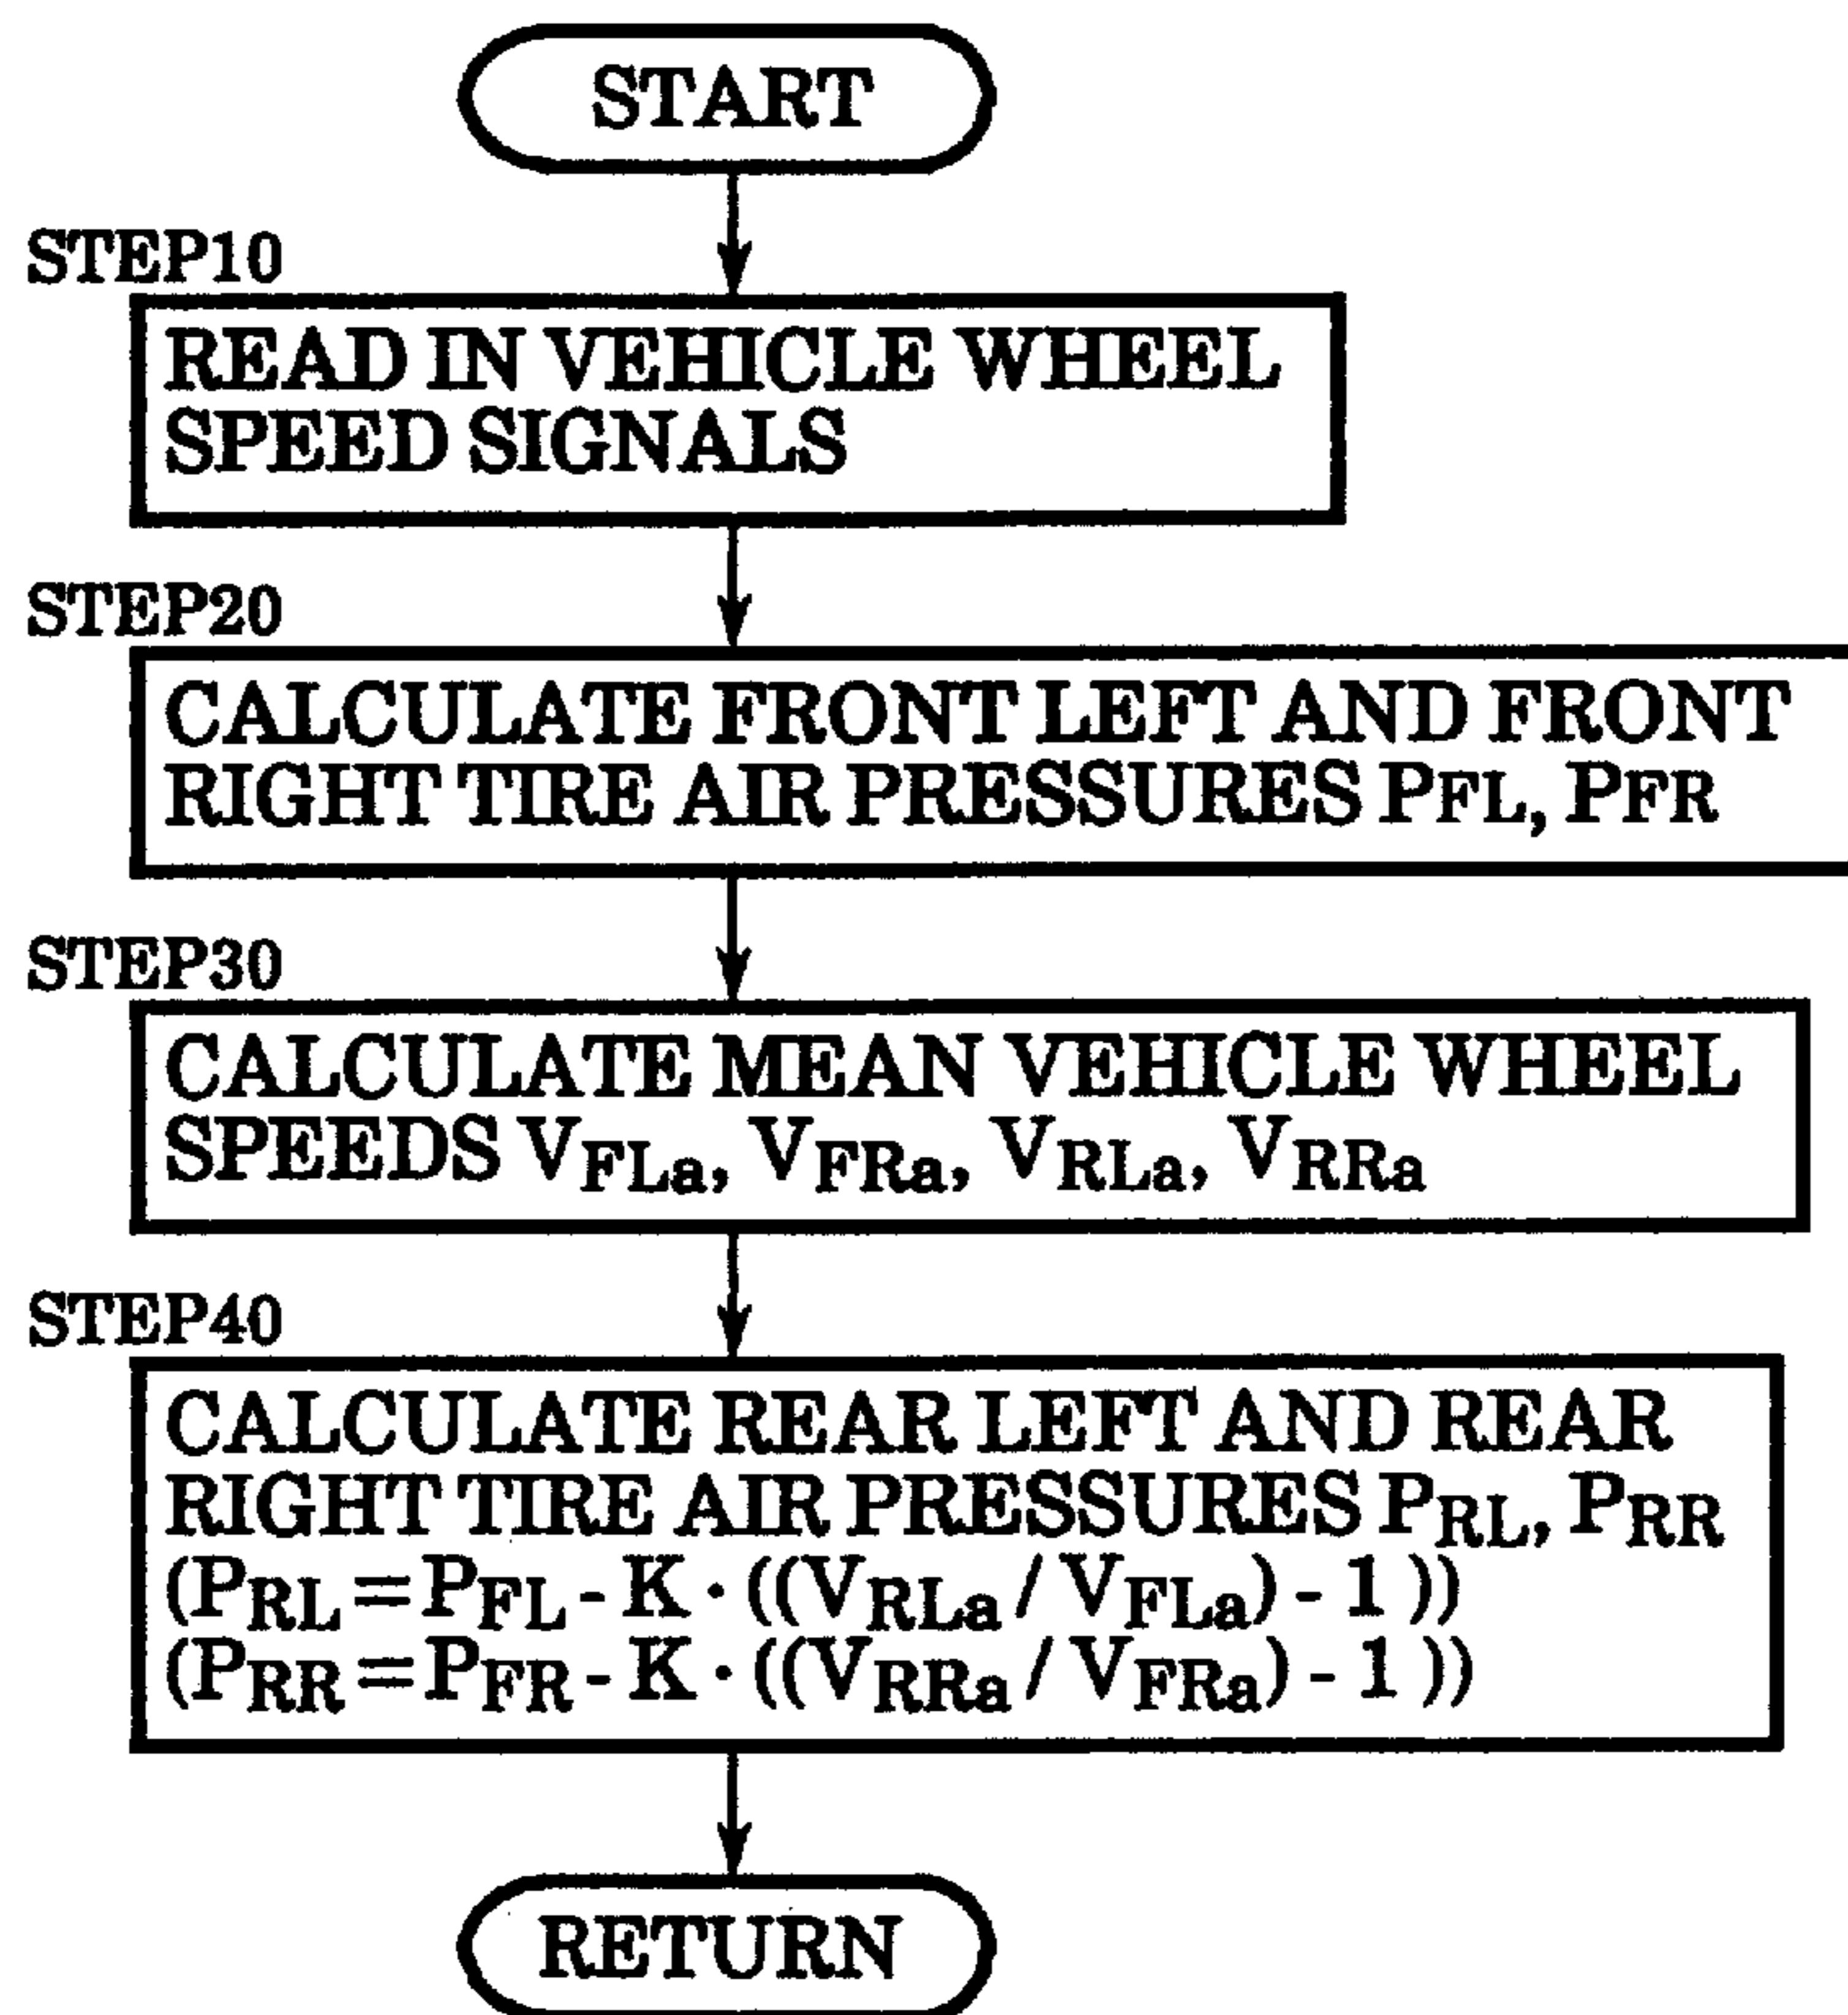 START
STEP10
READ IN VEHICLE WHEEL
SPEED SIGNALS
STEP20
CALCULATE FRONT LEFT AND FRONT
RIGHT TIRE AIR PRESSURES PFL, PFR
STEP30
CALCULATE MEAN VEHICLE WHEEL
SPEEDS VFLa, VFRa, VRLa, VRRa
STEP40
CALCULATE REAR LEFT AND REAR
RIGHT TIRE AIR PRESSURES PRL, PRR
(PRL=PFL-K·((VRLa/VFLa)-1))
(PRR=PFR-K·((VRRa/VFRa)-1))
RETURN